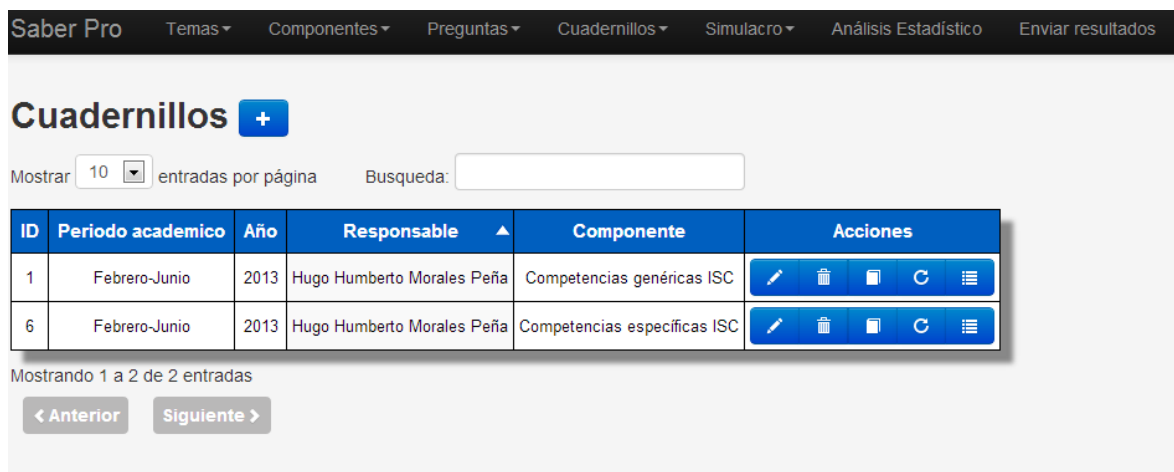 Saber Pro Temas Componentes Preguntas Cuadernillos Simulacro Análisis Estadístico Enviar resultados
Cuadernillos +
Mostrar 10 entradas por página Busqueda:
ID Periodo academico Año Responsable Componente Acciones
1 Febrero-Junio 2013 Hugo Humberto Morales Peña Competencias genéricas ISC
6 Febrero-Junio 2013 Hugo Humberto Morales Peña Competencias específicas ISC
Mostrando 1 a 2 de 2 entradas
Anterior Siguiente